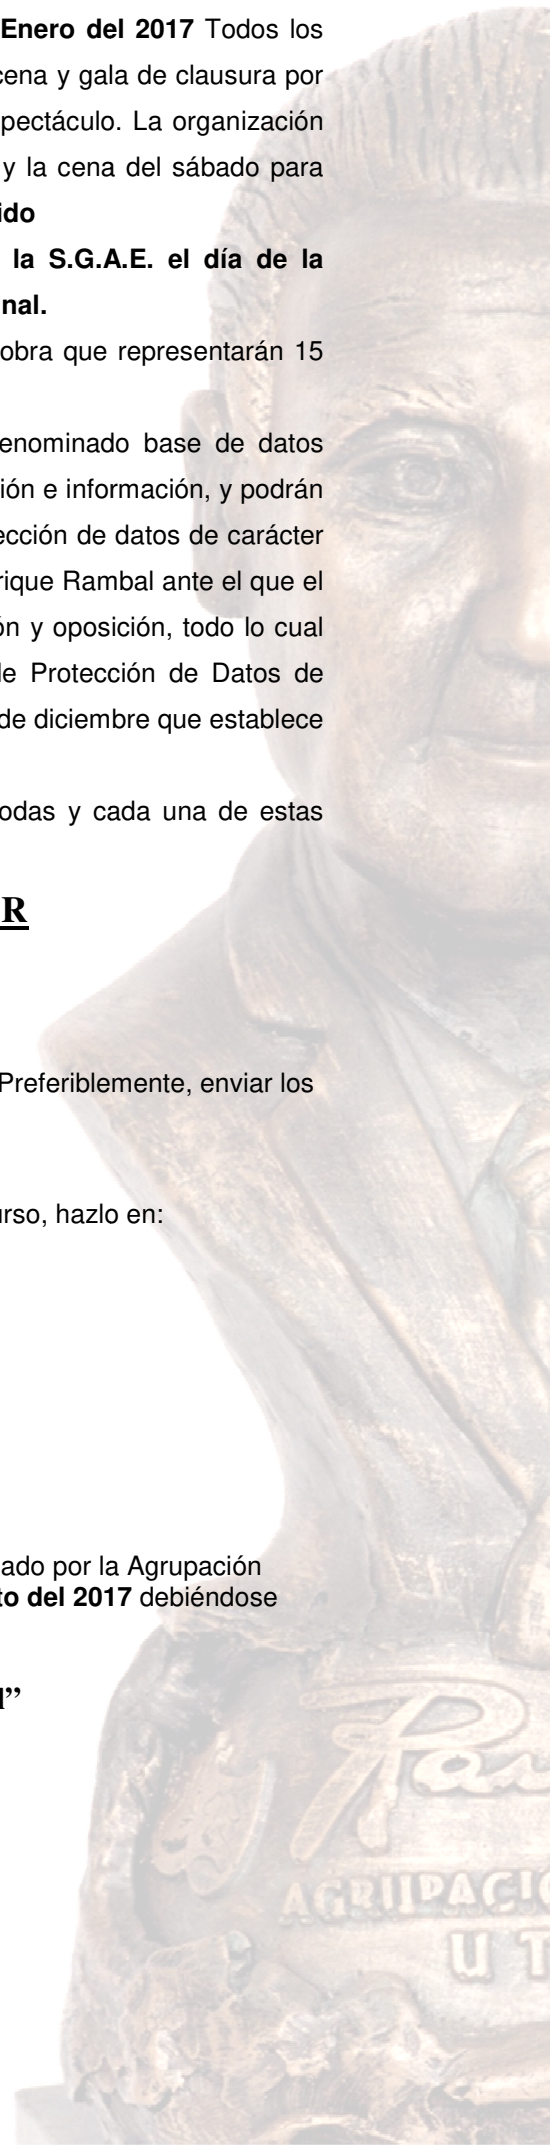 Enero del 2017 Todos los
cena y gala de clausura por
pectáculo. La organización
y la cena del sábado para
ido
la S.G.A.E. el día de la
nal.
obra que representarán 15
enominado base de datos
ión e información, y podrán
ección de datos de carácter
rique Rambal ante el que el
ón y oposición, todo lo cual
de Protección de Datos de
de diciembre que establece
odas y cada una de estas
R
Preferiblemente, enviar los
urso, hazlo en:
ado por la Agrupación
to del 2017 debiéndose
l”
AGRUPACIÓ
UT